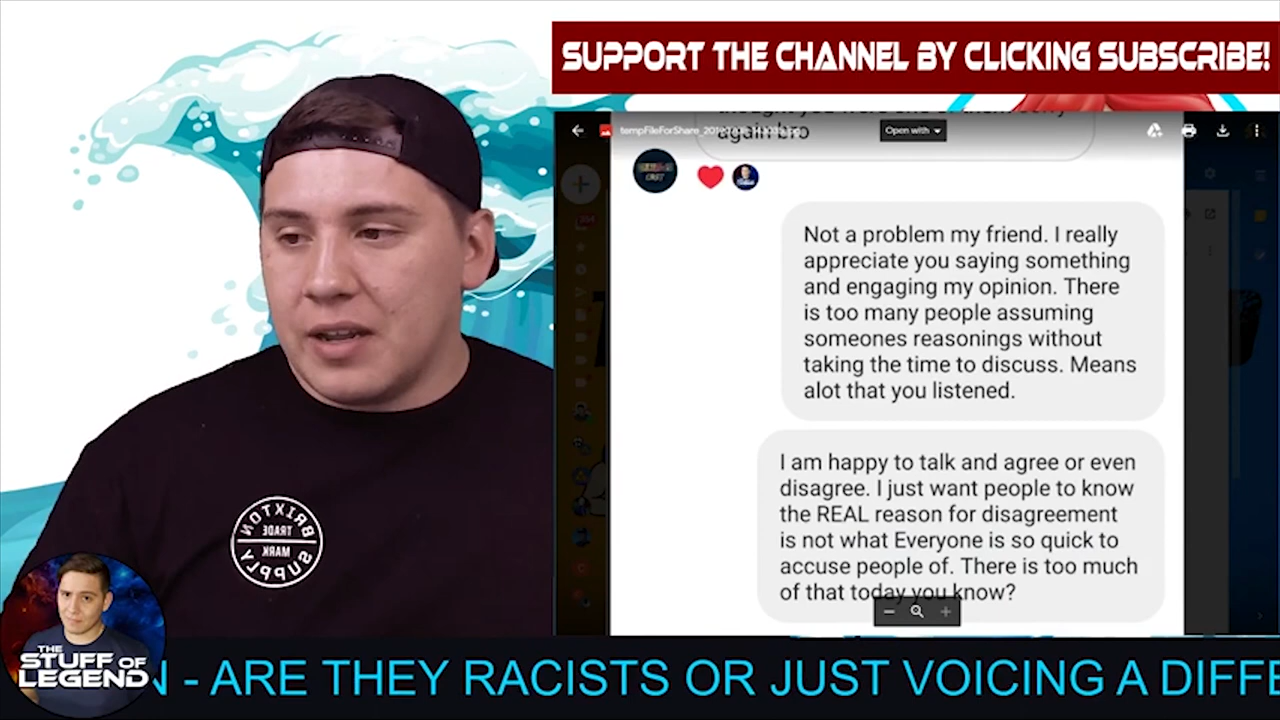 SUPPORT THE CHANNEL BY CLICKING SUBSCRIBE!
tempFileForShare_
Open with
again bro
Not a problem my friend. I really
appreciate you saying something
and engaging my opinion. There
is too many people assuming
someones reasonings without
taking the time to discuss. Means
alot that you listened.
I am happy to talk and agree or even
disagree. I just want people to know
the REAL reason for disagreement
is not what Everyone is so quick to
accuse people of. There is too much
of that today you know?
BRIXTON
TRADE
MARK
SUPPLY
THE
STUFF OF
LEGEND
N - ARE THEY RACISTS OR JUST VOICING A DIFFE